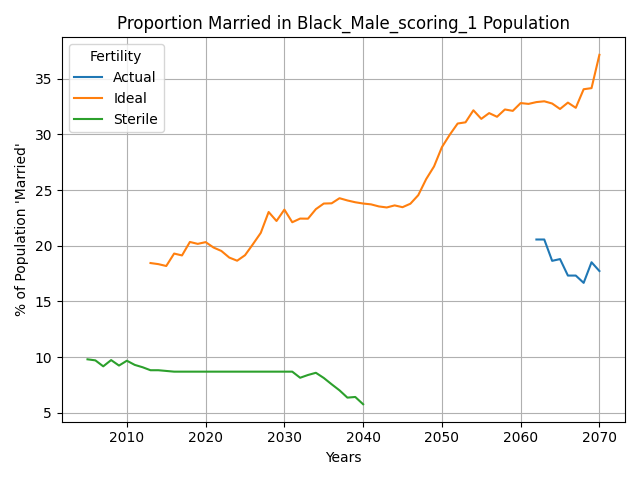 Proportion Married in Black_Male_scoring_1 Population
Fertility
Actual
Ideal
Sterile
% of Population 'Married'
35
30
25
20
15
10
5
2010 2020 2030 2040 2050 2060 2070
Years